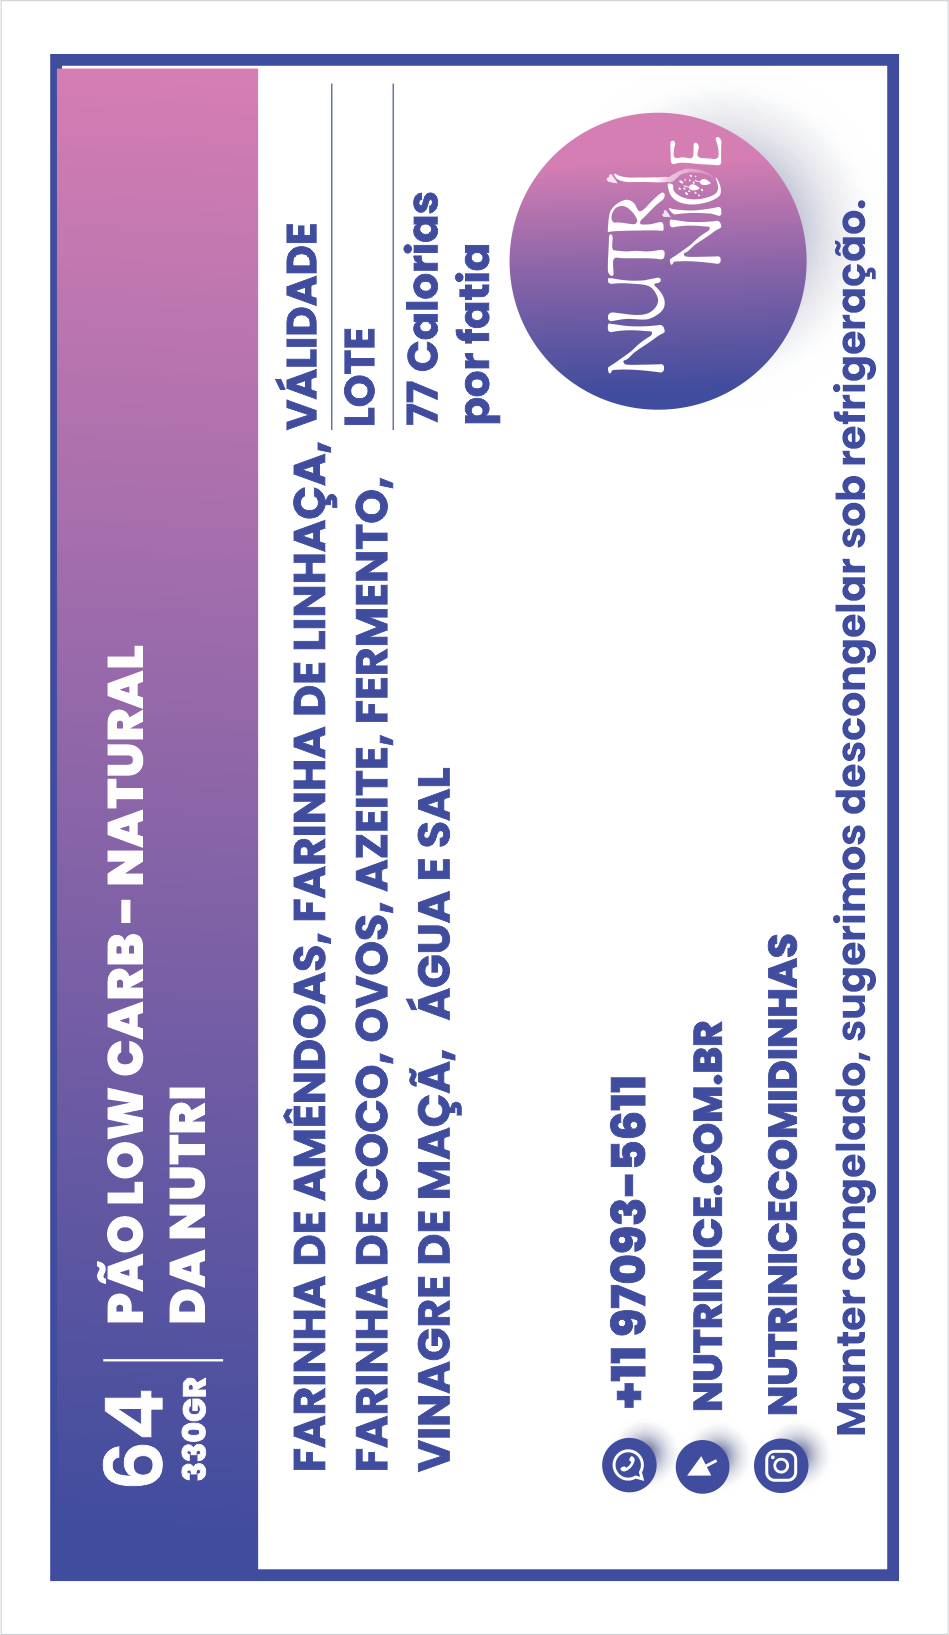 64
330GR
PÃO LOW CARB - NATURAL
DA NUTRI
FARINHA DE AMÊNDOAS, FARINHA DE LINHAÇA,
FARINHA DE COCO, OVOS, AZEITE, FERMENTO,
VINAGRE DE MAÇÃ, ÁGUA E SAL
VÁLIDADE
LOTE
77 Calorias
por fatia
NUTRI
NICE
+11 97093-5611
NUTRINICE.COM.BR
NUTRINICECOMIDINHAS
Manter congelado, sugerimos descongelar sob refrigeração.